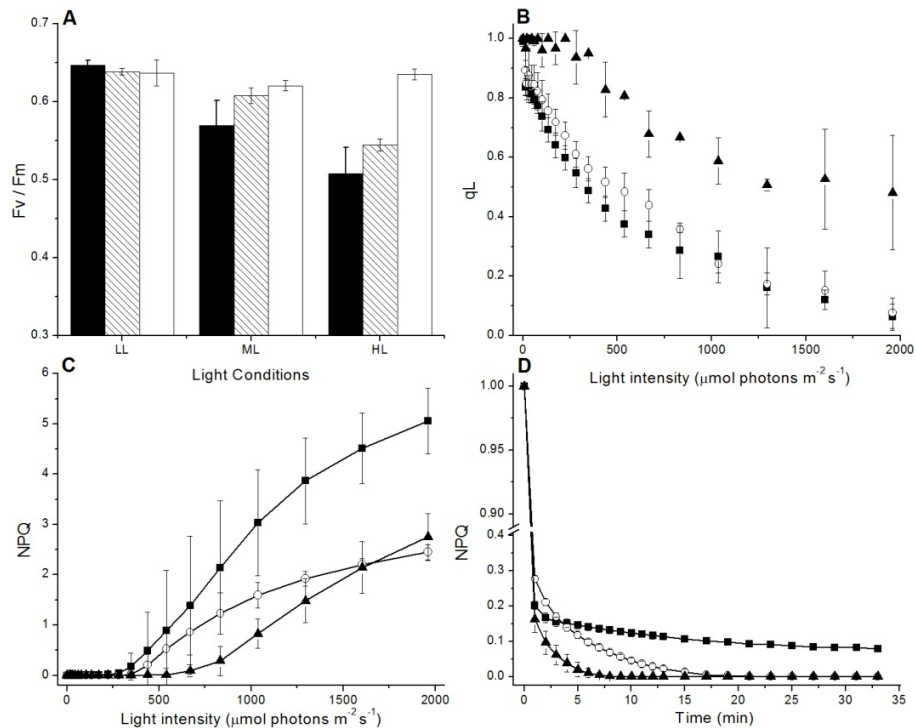 A
0.7
0.6
0.5
0.4
0.3
Fv / Fm
LL ML HL
Light Conditions
B
1.0
0.8
0.6
0.4
0.2
0.0
qL
0 500 1000 1500 2000
Light intensity (μmol photons m⁻² s⁻¹)
C
6
5
4
3
2
1
0
NPQ
0 500 1000 1500 2000
Light intensity (μmol photons m⁻² s⁻¹)
D
1.00
0.95
0.90
0.4
0.3
0.2
0.1
0.0
NPQ
0 5 10 15 20 25 30
Time (min)